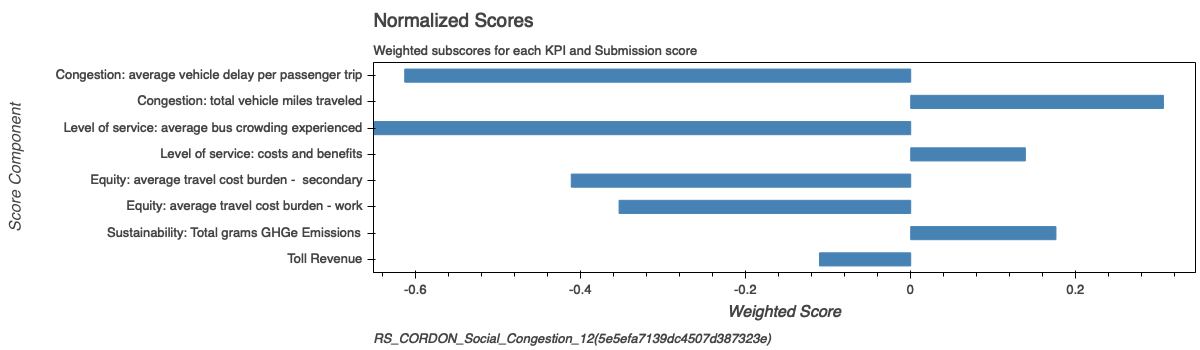 Normalized Scores
Weighted subscores for each KPI and Submission score
Score Component
Congestion: average vehicle delay per passenger trip
Congestion: total vehicle miles traveled
Level of service: average bus crowding experienced
Level of service: costs and benefits
Equity: average travel cost burden -  secondary
Equity: average travel cost burden - work
Sustainability: Total grams GHGe Emissions
Toll Revenue
-0.6 -0.4 -0.2 0 0.2
Weighted Score
RS_CORDON_Social_Congestion_12(5e5efa7139dc4507d387323e)